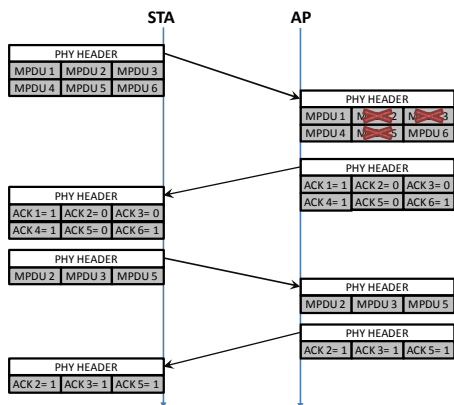 STA AP
PHY HEADER
MPDU 1 MPDU 2 MPDU 3
MPDU 4 MPDU 5 MPDU 6
PHY HEADER
MPDU 1 M 2 M 3
MPDU 4 M 5 MPDU 6
PHY HEADER
ACK 1= 1 ACK 2= 0 ACK 3= 0
ACK 4= 1 ACK 5= 0 ACK 6= 1
PHY HEADER
ACK 1= 1 ACK 2= 0 ACK 3= 0
ACK 4= 1 ACK 5= 0 ACK 6= 1
PHY HEADER
MPDU 2 MPDU 3 MPDU 5
PHY HEADER
MPDU 2 MPDU 3 MPDU 5
PHY HEADER
ACK 2= 1 ACK 3= 1 ACK 5= 1
PHY HEADER
ACK 2= 1 ACK 3= 1 ACK 5= 1